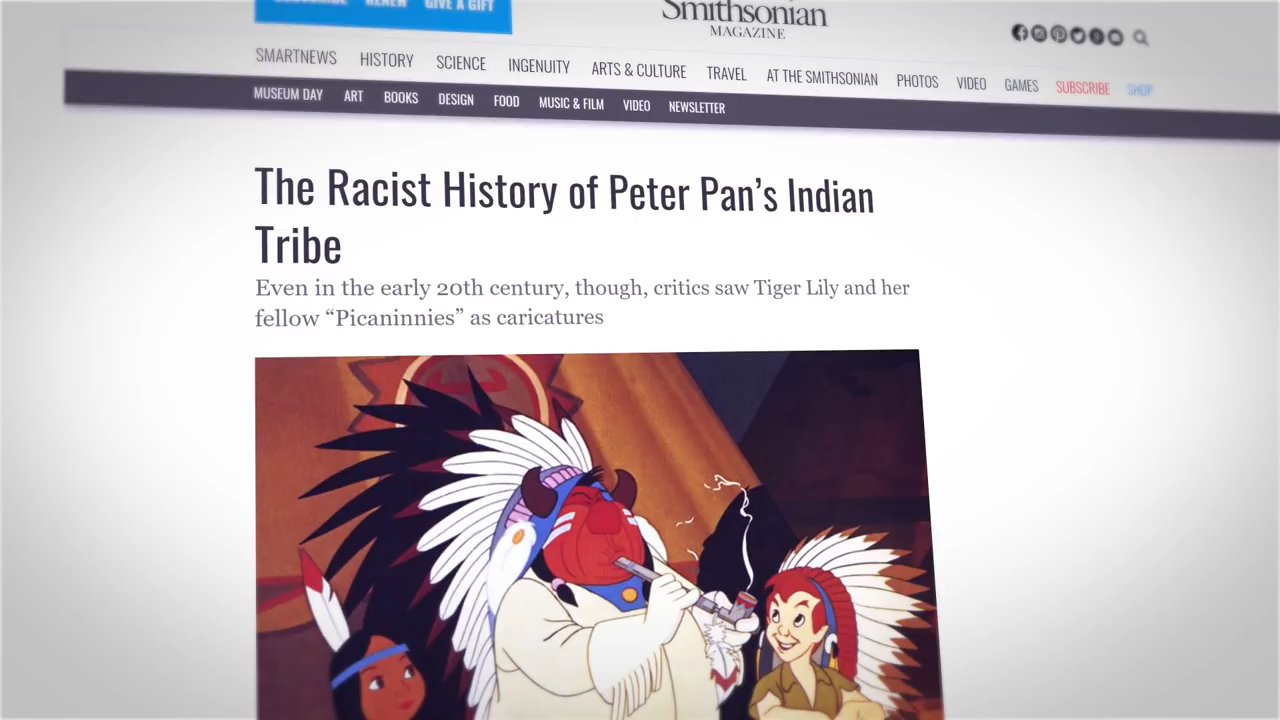 SUBSCRIBE RENEW GIVE A GIFT
Smithsonian
MAGAZINE
SMARTNEWS HISTORY SCIENCE INGENUITY ARTS & CULTURE TRAVEL AT THE SMITHSONIAN PHOTOS VIDEO GAMES SUBSCRIBE SHOP
MUSEUM DAY ART BOOKS DESIGN FOOD MUSIC & FILM VIDEO NEWSLETTER
The Racist History of Peter Pan’s Indian
Tribe
Even in the early 20th century, though, critics saw Tiger Lily and her
fellow “Picaninnies” as caricatures